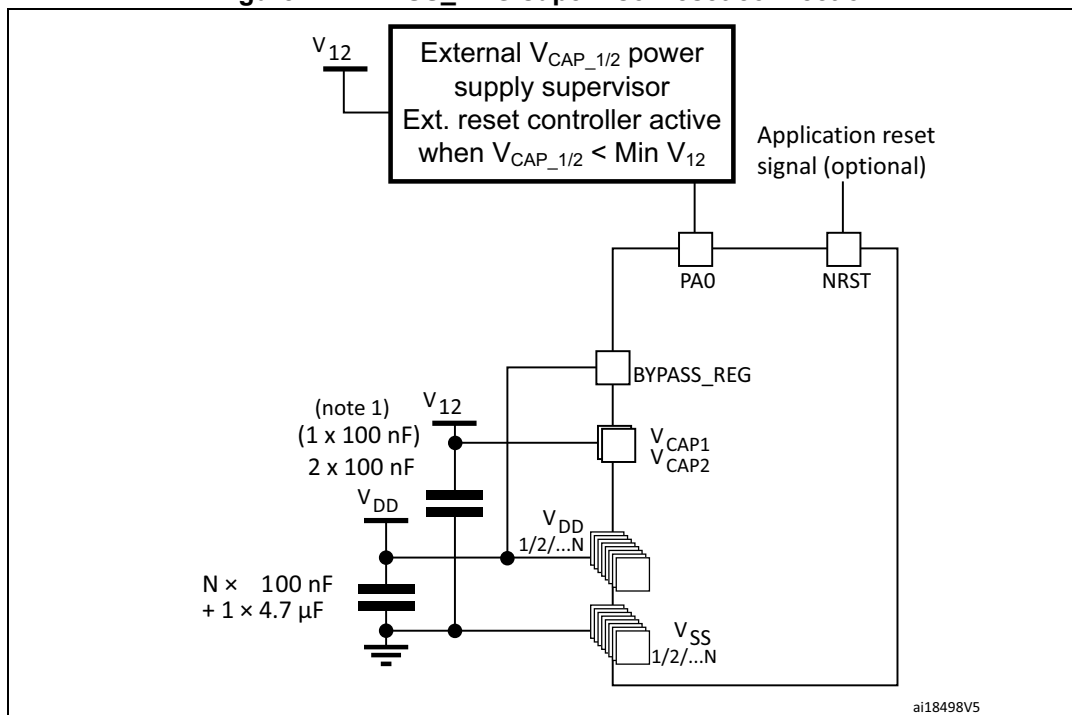 V12
External VCAP_1/2 power
supply supervisor
Ext. reset controller active
when VCAP_1/2 < Min V12
Application reset
signal (optional)
PA0
NRST
BYPASS_REG
(note 1)
(1 x 100 nF)
2 x 100 nF
V12
VCAP1
VCAP2
VDD
VDD
1/2/...N
N × 100 nF
+ 1 × 4.7 µF
VSS
1/2/...N
ai18498V5